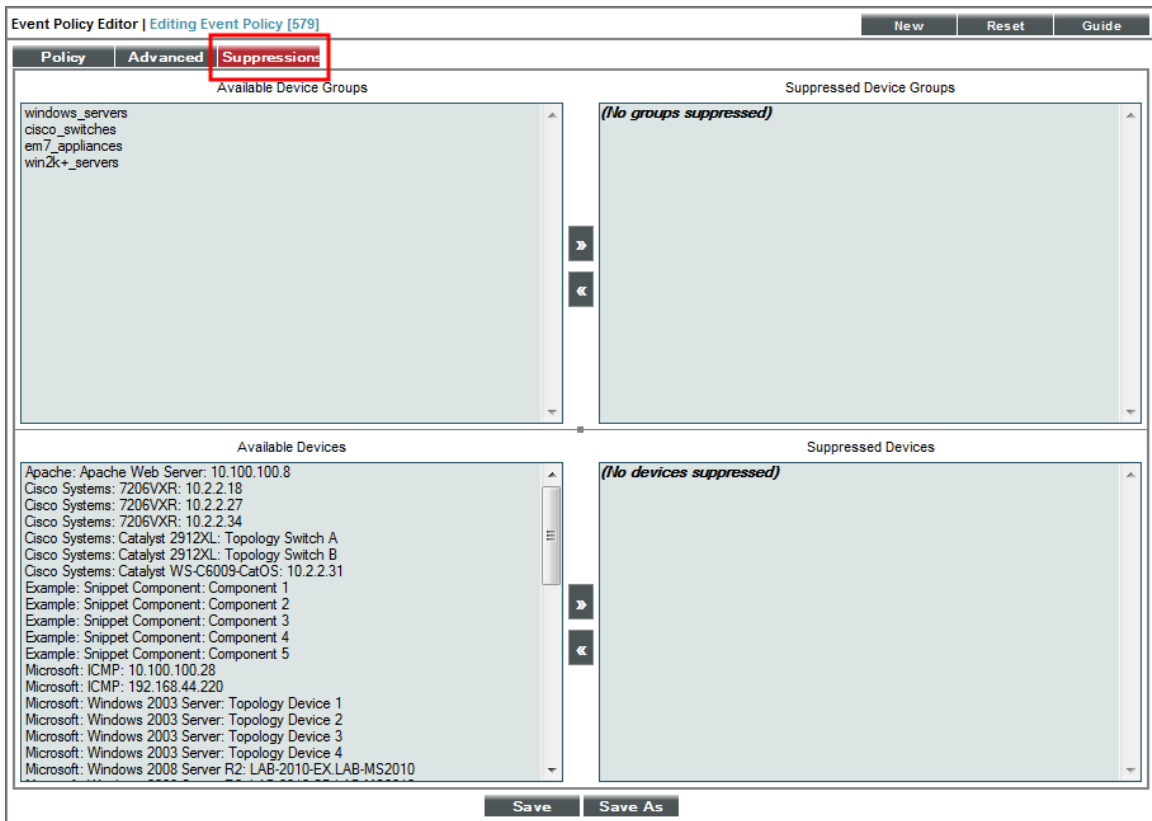 Event Policy Editor | Editing Event Policy [579]
New Reset Guide
Policy Advanced Suppressions
Available Device Groups
windows_servers
cisco_switches
em7_appliances
win2k+_servers
Suppressed Device Groups
(No groups suppressed)
»
«
Available Devices
Apache: Apache Web Server: 10.100.100.8
Cisco Systems: 7206VXR: 10.2.2.18
Cisco Systems: 7206VXR: 10.2.2.27
Cisco Systems: 7206VXR: 10.2.2.34
Cisco Systems: Catalyst 2912XL: Topology Switch A
Cisco Systems: Catalyst 2912XL: Topology Switch B
Cisco Systems: Catalyst WS-C6009-CatOS: 10.2.2.31
Example: Snippet Component: Component 1
Example: Snippet Component: Component 2
Example: Snippet Component: Component 3
Example: Snippet Component: Component 4
Example: Snippet Component: Component 5
Microsoft: ICMP: 10.100.100.28
Microsoft: ICMP: 192.168.44.220
Microsoft: Windows 2003 Server: Topology Device 1
Microsoft: Windows 2003 Server: Topology Device 2
Microsoft: Windows 2003 Server: Topology Device 3
Microsoft: Windows 2003 Server: Topology Device 4
Microsoft: Windows 2008 Server R2: LAB-2010-EX.LAB-MS2010
Suppressed Devices
(No devices suppressed)
»
«
Save Save As